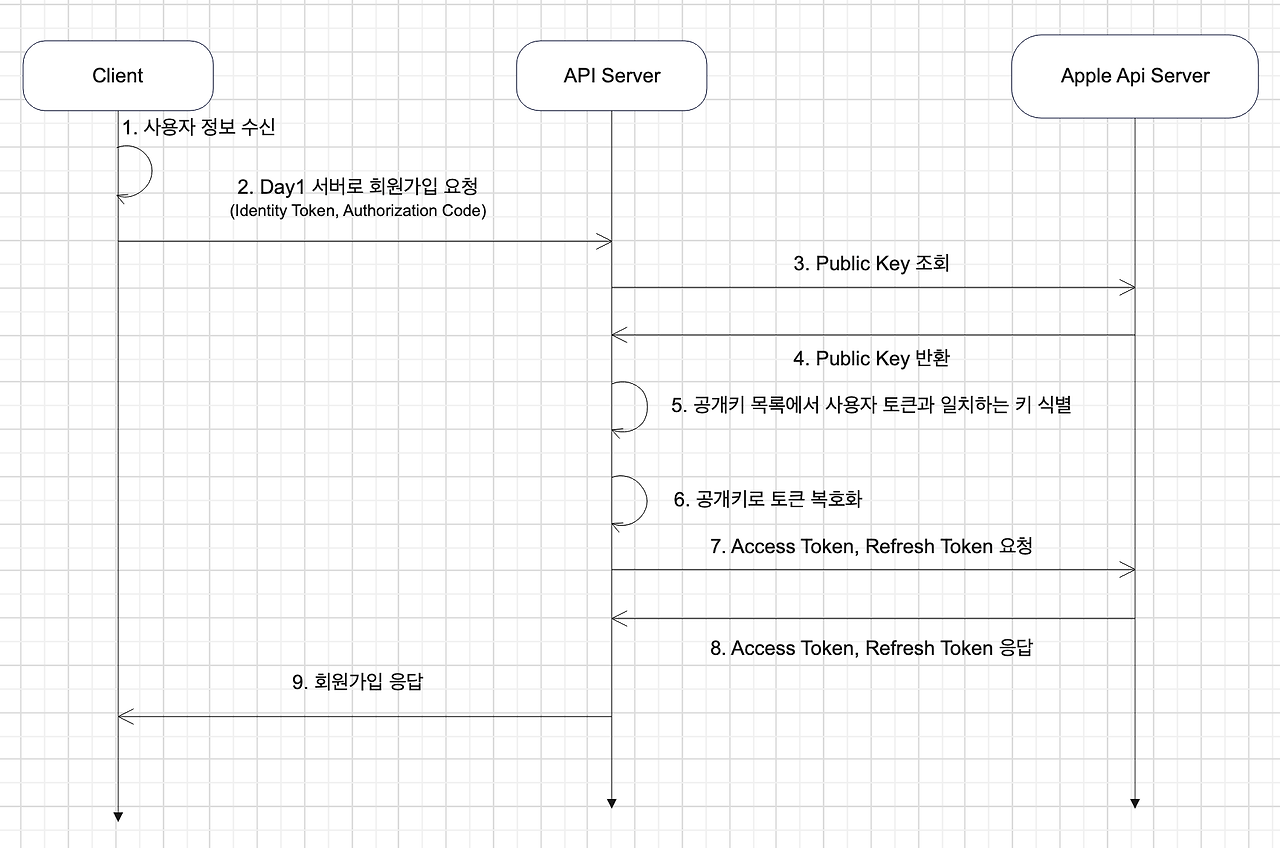 Client
API Server
Apple Api Server
1. 사용자 정보 수신
2. Day1 서버로 회원가입 요청
(Identity Token, Authorization Code)
3. Public Key 조회
4. Public Key 반환
5. 공개키 목록에서 사용자 토큰과 일치하는 키 식별
6. 공개키로 토큰 복호화
7. Access Token, Refresh Token 요청
8. Access Token, Refresh Token 응답
9. 회원가입 응답